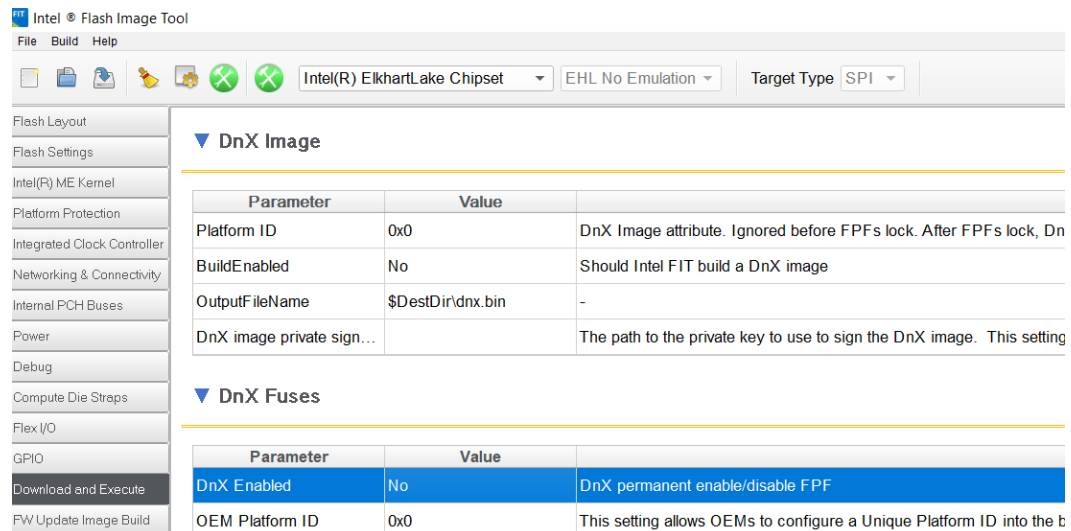 FIT Intel ® Flash Image Tool
File Build Help
Intel(R) ElkhartLake Chipset EHL No Emulation Target Type SPI
Flash Layout
Flash Settings
Intel(R) ME Kernel
Platform Protection
Integrated Clock Controller
Networking & Connectivity
Internal PCH Buses
Power
Debug
Compute Die Straps
Flex I/O
GPIO
Download and Execute
FW Update Image Build
DnX Image
Parameter Value
Platform ID 0x0 DnX Image attribute. Ignored before FPFs lock. After FPFs lock, Dn
BuildEnabled No Should Intel FIT build a DnX image
OutputFileName $DestDir\dnx.bin -
DnX image private sign... The path to the private key to use to sign the DnX image. This setting
DnX Fuses
Parameter Value
DnX Enabled No DnX permanent enable/disable FPF
OEM Platform ID 0x0 This setting allows OEMs to configure a Unique Platform ID into the b